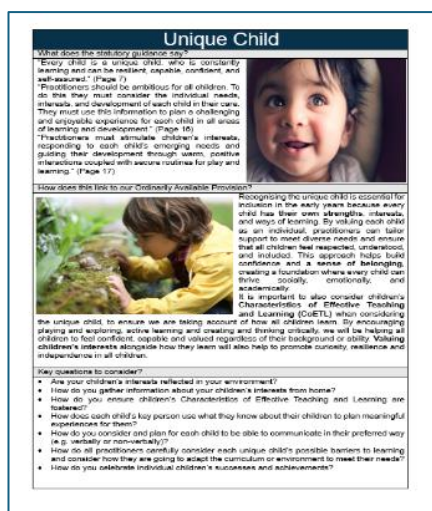 Unique Child
What does the statutory guidance say?
"Every child is a unique child, who is constantly
learning and can be resilient, capable, confident, and
self-assured." (Page 7)
"Practitioners should be ambitious for all children. To
do this they must consider the individual needs,
interests, and development of each child in their care.
They must use this information to plan a challenging
and enjoyable experience for each child in all areas
of learning and development." (Page 16)
"Practitioners must stimulate children's interests,
responding to each child's emerging needs and
guiding their development through warm, positive
interactions coupled with secure routines for play and
learning." (Page 17)
How does this link to our Ordinarily Available Provision?
Recognising the unique child is essential for
inclusion in the early years because every
child has their own strengths, interests,
and ways of learning. By valuing each child
as an individual, practitioners can tailor
support to meet diverse needs and ensure
that all children feel respected, understood,
and included. This approach helps build
confidence and a sense of belonging,
creating a foundation where every child can
thrive socially, emotionally, and
academically.
It is important to also consider children's
Characteristics of Effective Teaching
and Learning (CoETL) when considering
the unique child, to ensure we are taking account of how all children learn. By encouraging
playing and exploring, active learning and creating and thinking critically, we will be helping all
children to feel confident, capable and valued regardless of their background or ability. Valuing
children's interests alongside how they learn will also help to promote curiosity, resilience and
independence in all children.
Key questions to consider?
• Are your children's interests reflected in your environment?
• How do you gather information about your children's interests from home?
• How do you ensure children's Characteristics of Effective Teaching and Learning are
fostered?
• How does each child's key person use what they know about their children to plan meaningful
experiences for them?
• How do you consider and plan for each child to be able to communicate in their preferred way
(e.g. verbally or non-verbally)?
• How do all practitioners carefully consider each unique child's possible barriers to learning
and consider how they are going to adapt the curriculum or environment to meet their needs?
• How do you celebrate individual children's successes and achievements?